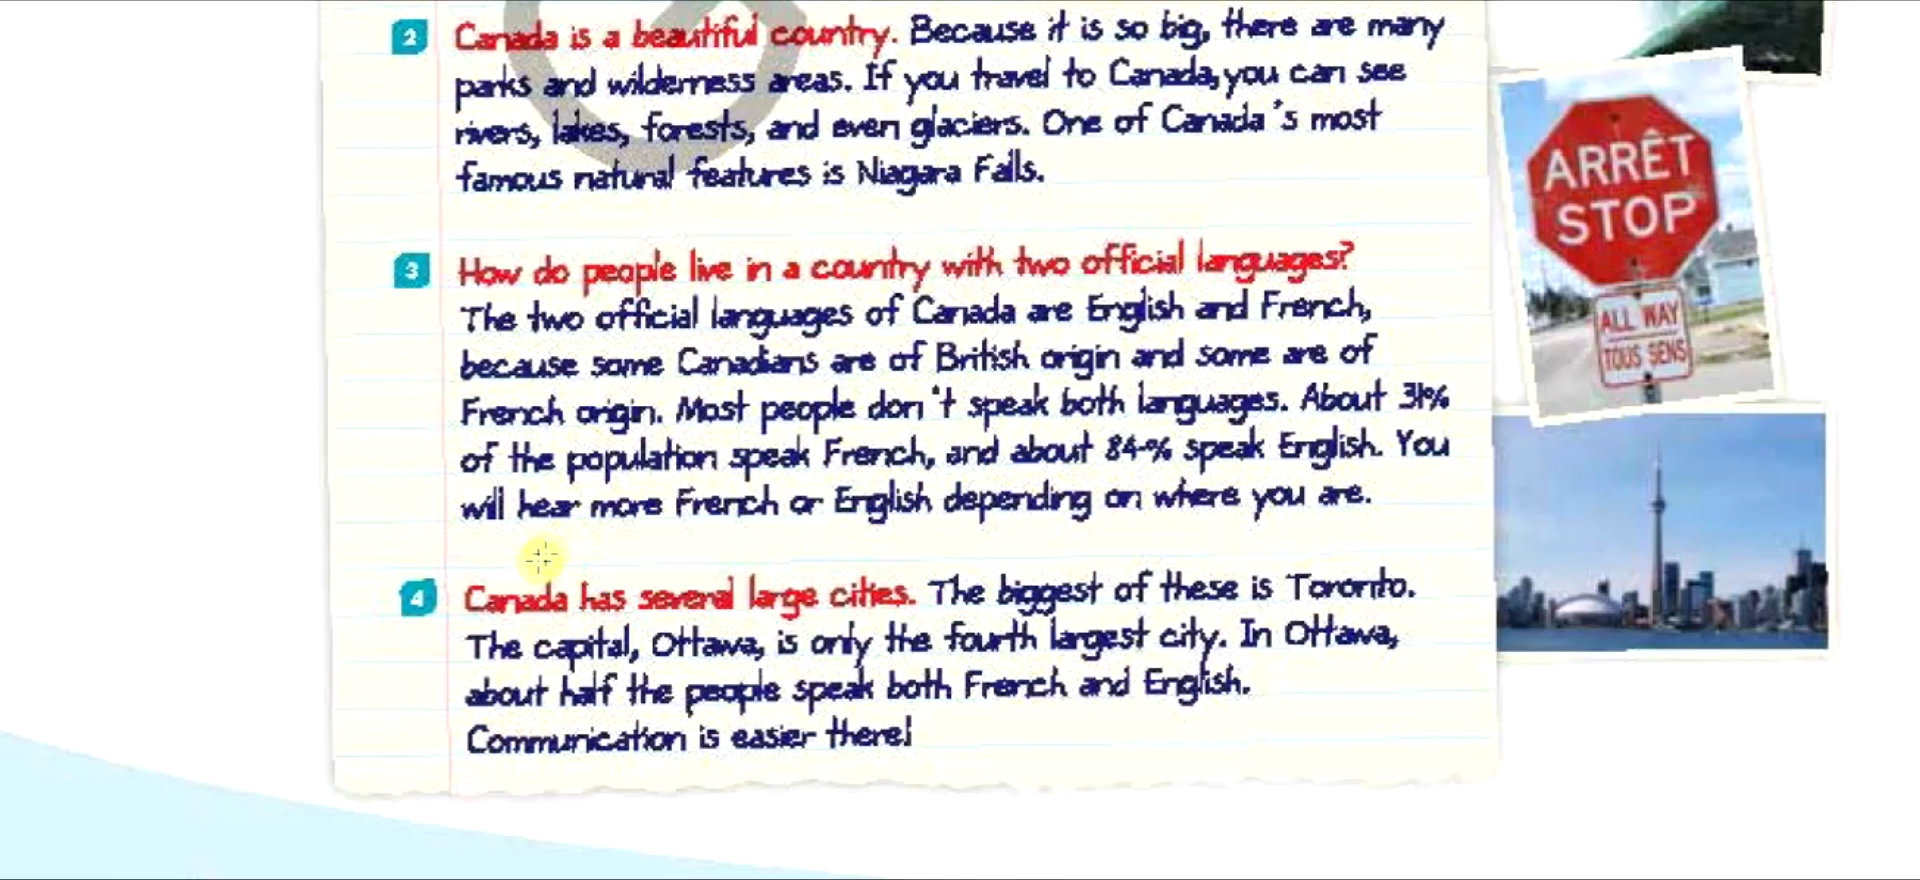 2 Canada is a beautiful country. Because it is so big, there are many
parks and wilderness areas. If you travel to Canada, you can see
rivers, lakes, forests, and even glaciers. One of Canada's most
famous natural features is Niagara Falls.
3 How do people live in a country with two official languages?
The two official languages of Canada are English and French,
because some Canadians are of British origin and some are of
French origin. Most people don't speak both languages. About 31%
of the population speak French, and about 84% speak English. You
will hear more French or English depending on where you are.
4 Canada has several large cities. The biggest of these is Toronto.
The capital, Ottawa, is only the fourth largest city. In Ottawa,
about half the people speak both French and English.
Communication is easier there!
ARRÊT
STOP
ALL WAY
TOUS SENS